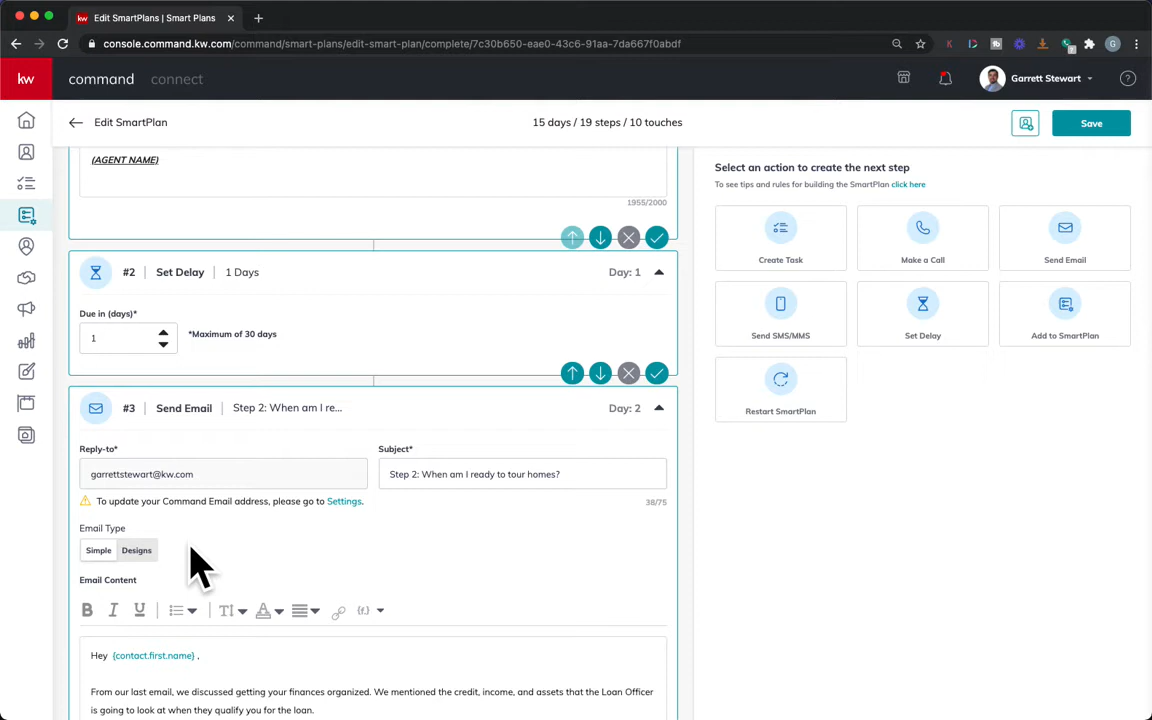 kw Edit SmartPlans | Smart Plans
console.command.kw.com/command/smart-plans/edit-smart-plan/complete/7c30b650-eae0-43c6-91aa-7da667f0abdf
K
G
kw command connect
Garrett Stewart
?
Edit SmartPlan
15 days / 19 steps / 10 touches
Save
(AGENT NAME)
1955/2000
#2 Set Delay 1 Days Day: 1
Due in (days)*
1
*Maximum of 30 days
#3 Send Email Step 2: When am I re... Day: 2
Reply-to* Subject*
garrettstewart@kw.com Step 2: When am I ready to tour homes?
To update your Command Email address, please go to Settings.
38/75
Email Type
Simple Designs
Email Content
B I U T A {f.}
Hey {contact.first.name} ,
From our last email, we discussed getting your finances organized. We mentioned the credit, income, and assets that the Loan Officer
is going to look at when they qualify you for the loan.
Select an action to create the next step
To see tips and rules for building the SmartPlan click here
Create Task
Make a Call
Send Email
Send SMS/MMS
Set Delay
Add to SmartPlan
Restart SmartPlan